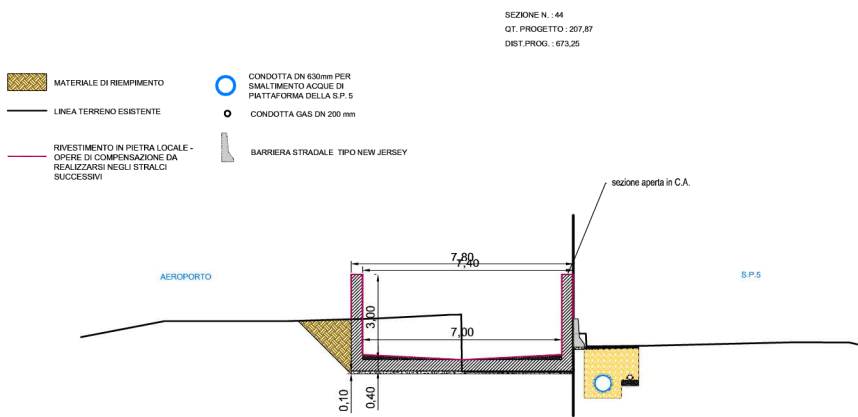 SEZIONE N. : 44
QT. PROGETTO : 207,87
DIST.PROG. : 673,25
MATERIALE DI RIEMPIMENTO
LINEA TERRENO ESISTENTE
RIVESTIMENTO IN PIETRA LOCALE -
OPERE DI COMPENSAZIONE DA
REALIZZARSI NEGLI STRALCI
SUCCESSIVI
CONDOTTA DN 630mm PER
SMALTIMENTO ACQUE DI
PIATTAFORMA DELLA S.P. 5
CONDOTTA GAS DN 200 mm
BARRIERA STRADALE TIPO NEW JERSEY
sezione aperta in C.A.
7,80
7,40
AEROPORTO
S.P.5
3,00
7,00
0,10
0,40